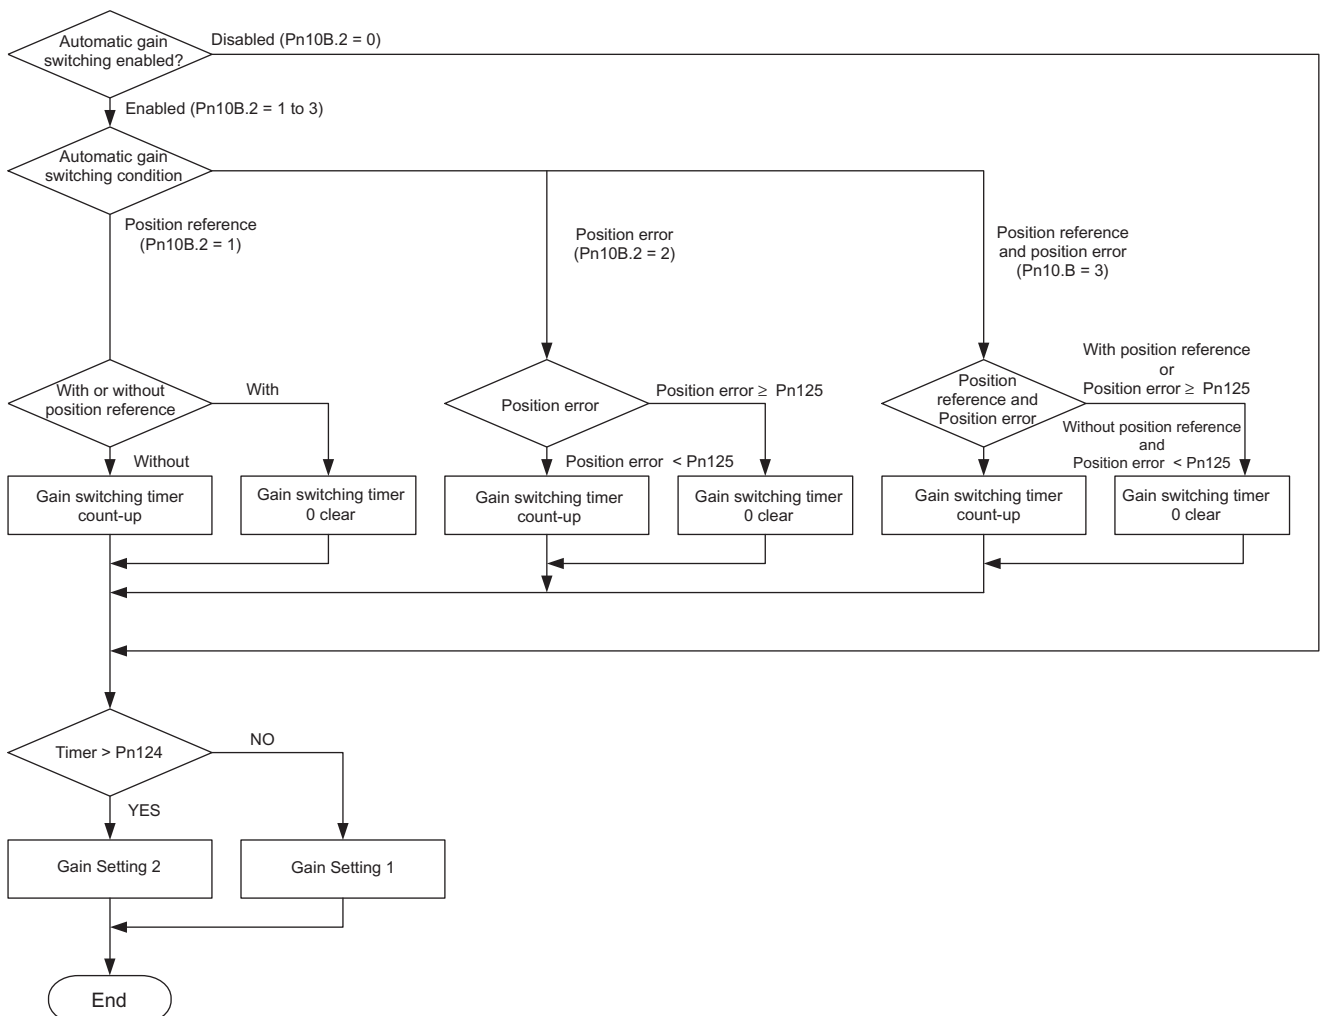 Automatic gain
switching enabled?
Disabled (Pn10B.2 = 0)
Enabled (Pn10B.2 = 1 to 3)
Automatic gain
switching condition
Position reference
(Pn10B.2 = 1)
Position error
(Pn10B.2 = 2)
Position reference
and position error
(Pn10.B = 3)
With or without
position reference
With
Without
Position error
Position error ≥ Pn125
Position error < Pn125
Position
reference and
Position error
With position reference
or
Position error ≥ Pn125
Without position reference
and
Position error < Pn125
Gain switching timer
count-up
Gain switching timer
0 clear
Gain switching timer
count-up
Gain switching timer
0 clear
Gain switching timer
count-up
Gain switching timer
0 clear
Timer > Pn124
NO
YES
Gain Setting 2
Gain Setting 1
End